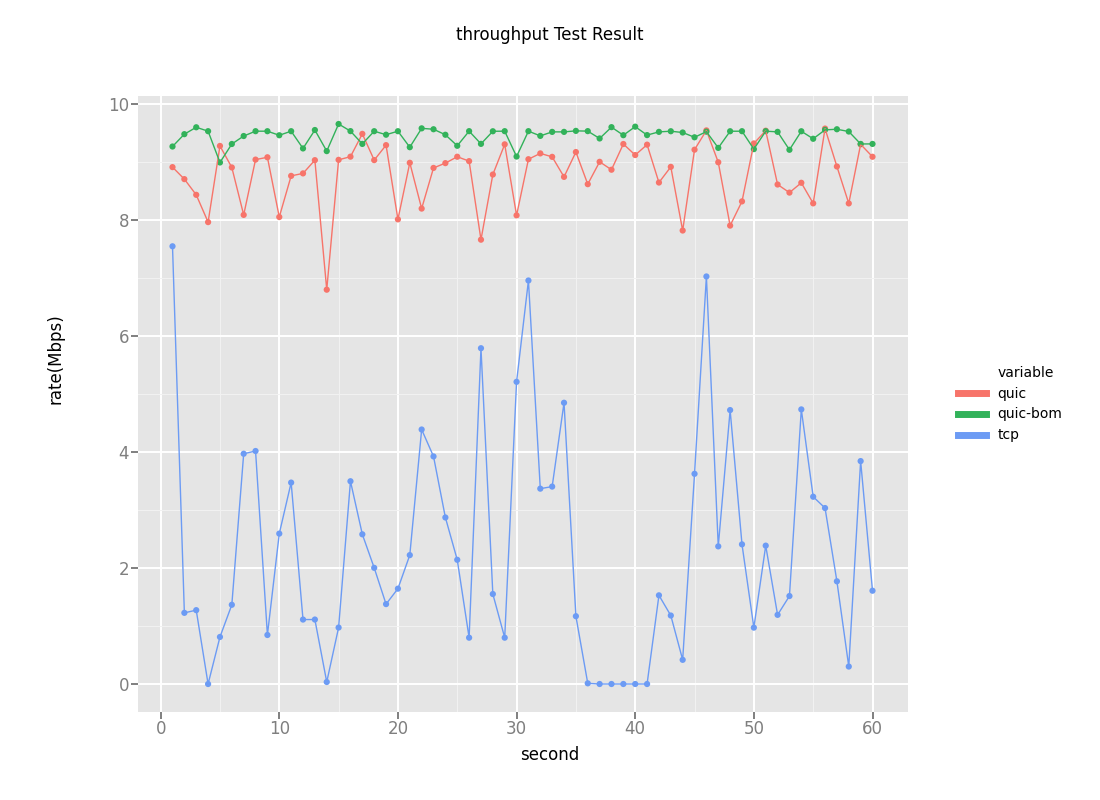 throughput Test Result
rate(Mbps)
10
8
6
4
2
0
0 10 20 30 40 50 60
second
variable
quic
quic-bom
tcp